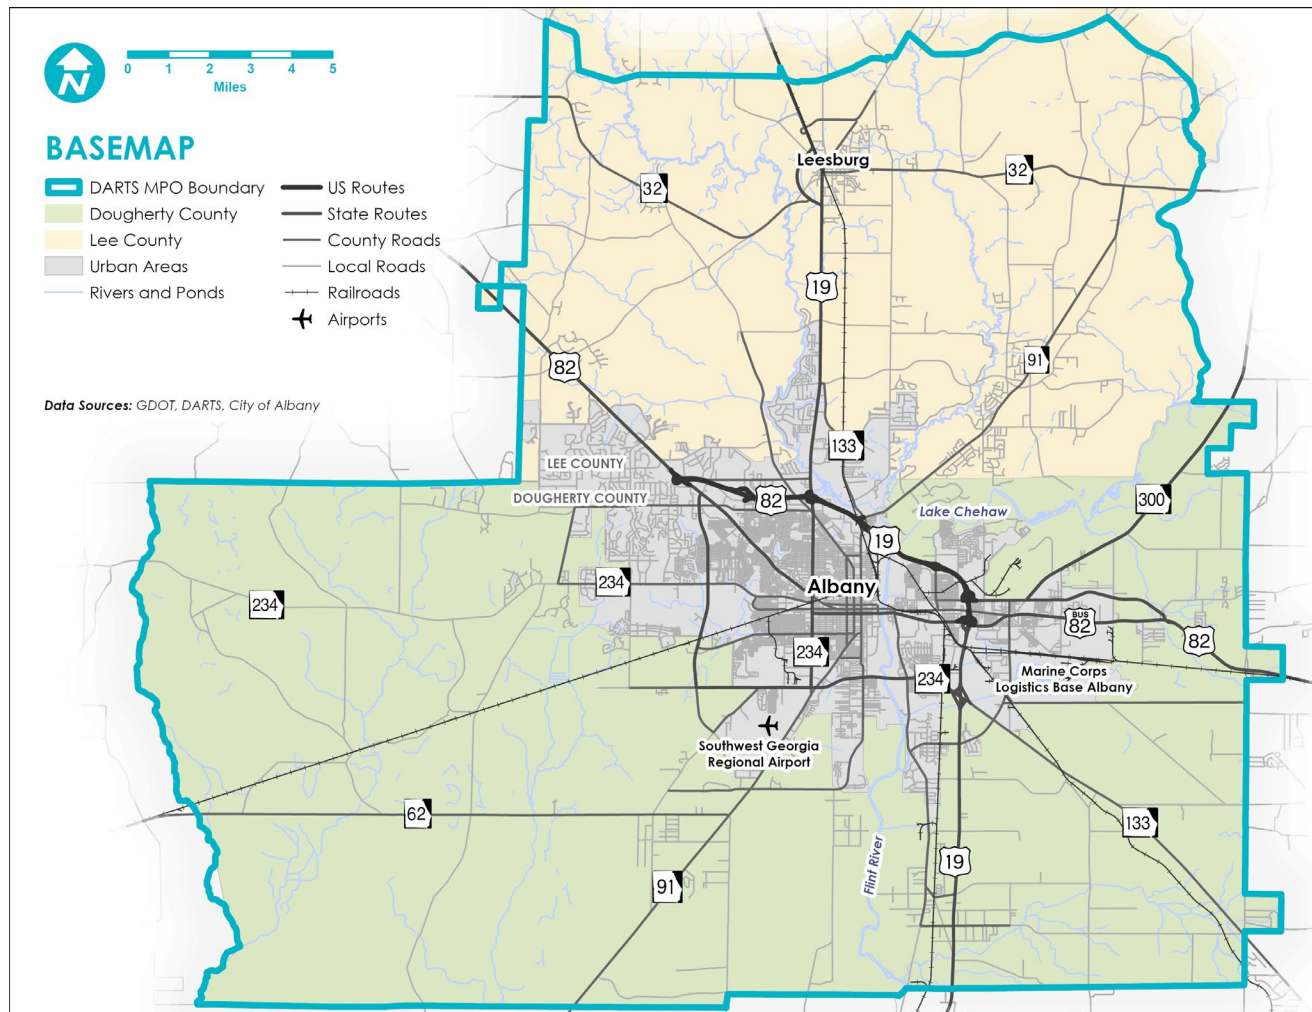 N
0 1 2 3 4 5
Miles
BASEMAP
DARTS MPO Boundary
Dougherty County
Lee County
Urban Areas
Rivers and Ponds
US Routes
State Routes
County Roads
Local Roads
Railroads
Airports
Data Sources: GDOT, DARTS, City of Albany
Leesburg
32
32
19
82
91
133
LEE COUNTY
DOUGHERTY COUNTY
82
300
Lake Chehaw
19
234
Albany
234
BUS
82
82
234
234
Marine Corps
Logistics Base Albany
Southwest Georgia
Regional Airport
62
133
Flint River
19
91